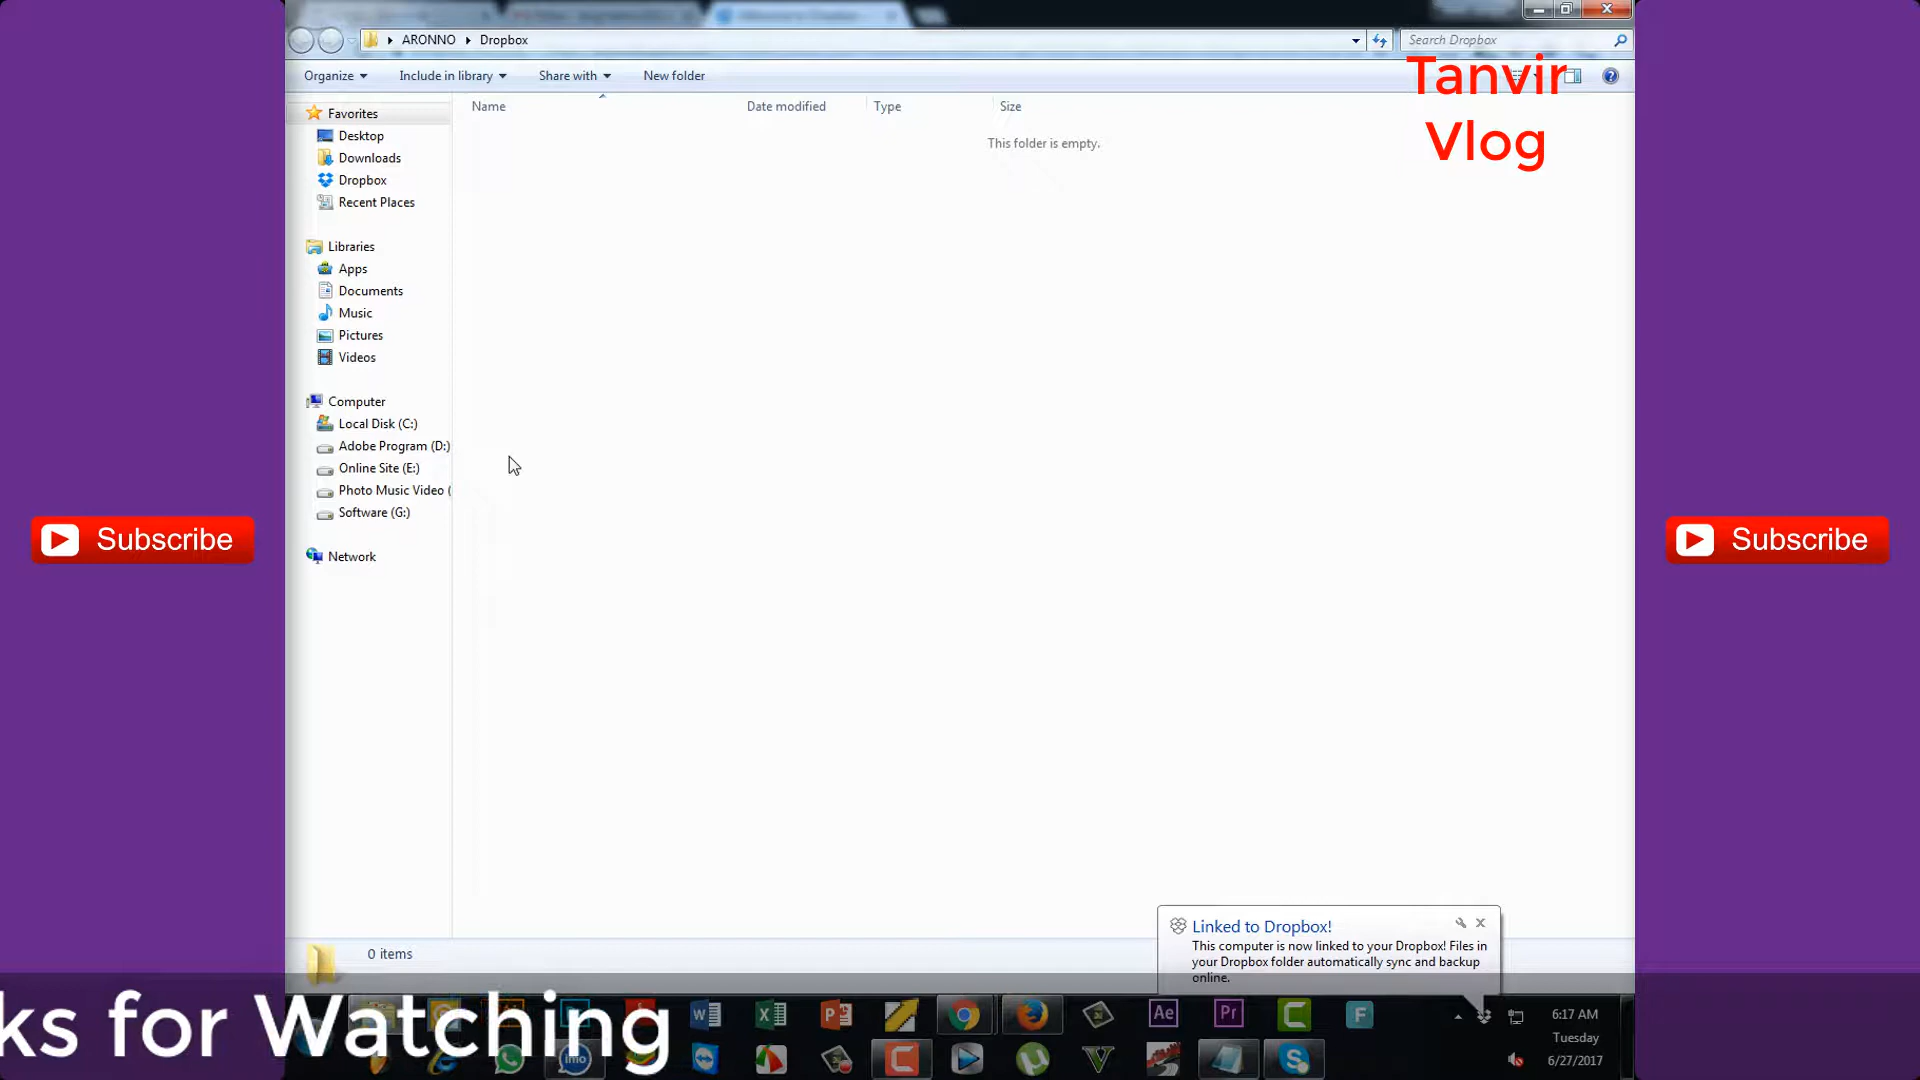 ARONNO Dropbox
Search Dropbox
Organize Include in library Share with New folder
Tanvir
Vlog
Name Date modified Type Size
This folder is empty.
Favorites
Desktop
Downloads
Dropbox
Recent Places
Libraries
Apps
Documents
Music
Pictures
Videos
Computer
Local Disk (C:)
Adobe Program (D:)
Online Site (E:)
Photo Music Video (
Software (G:)
Network
Subscribe
Subscribe
Linked to Dropbox!
This computer is now linked to your Dropbox! Files in
your Dropbox folder automatically sync and backup
online.
0 items
ks for Watching
Ae
Pr
F
imo
6:17 AM
Tuesday
6/27/2017